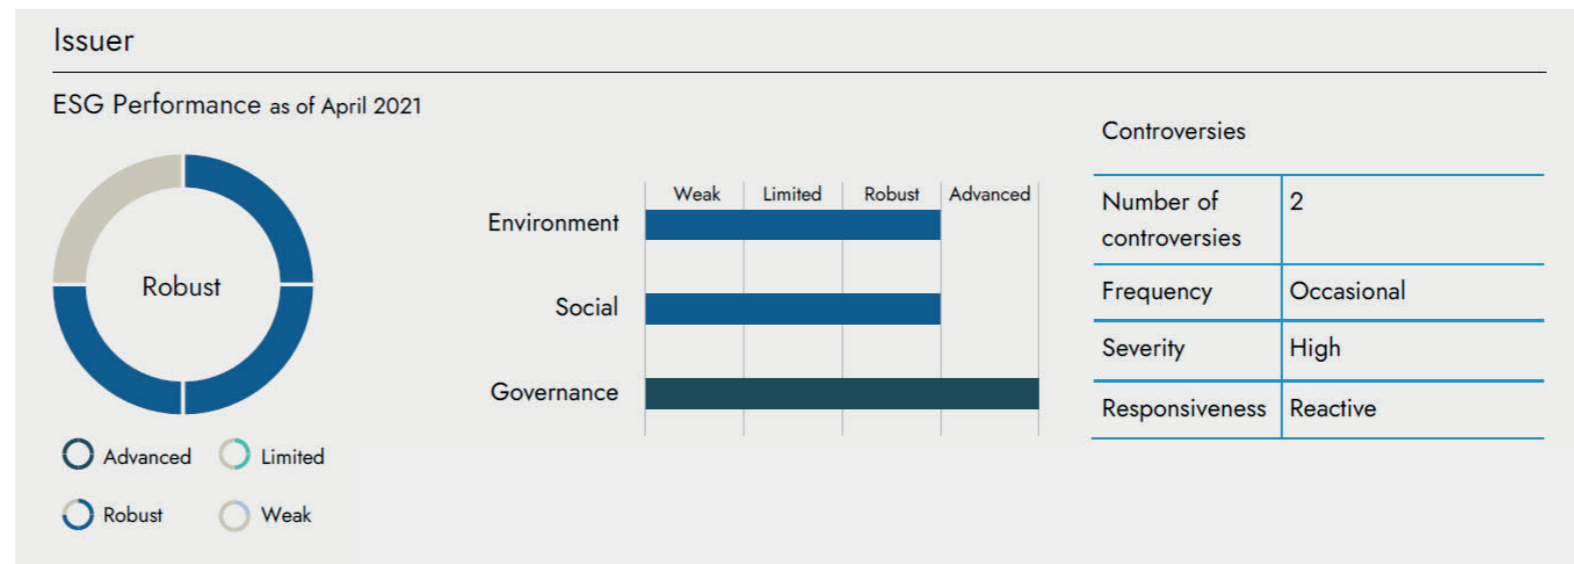 Issuer
ESG Performance as of April 2021
Robust
Advanced
Limited
Robust
Weak
Weak
Limited
Robust
Advanced
Environment
Social
Governance
Controversies
Number of
controversies
2
Frequency
Occasional
Severity
High
Responsiveness
Reactive